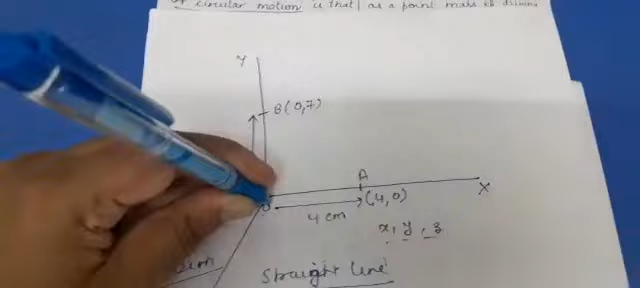 of circular motion is that as a point mass is
Y
B(0,7)
A
X
(4,0)
4 cm
x, y, z
Straight line